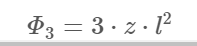 Φ₃ = 3 · z · l²